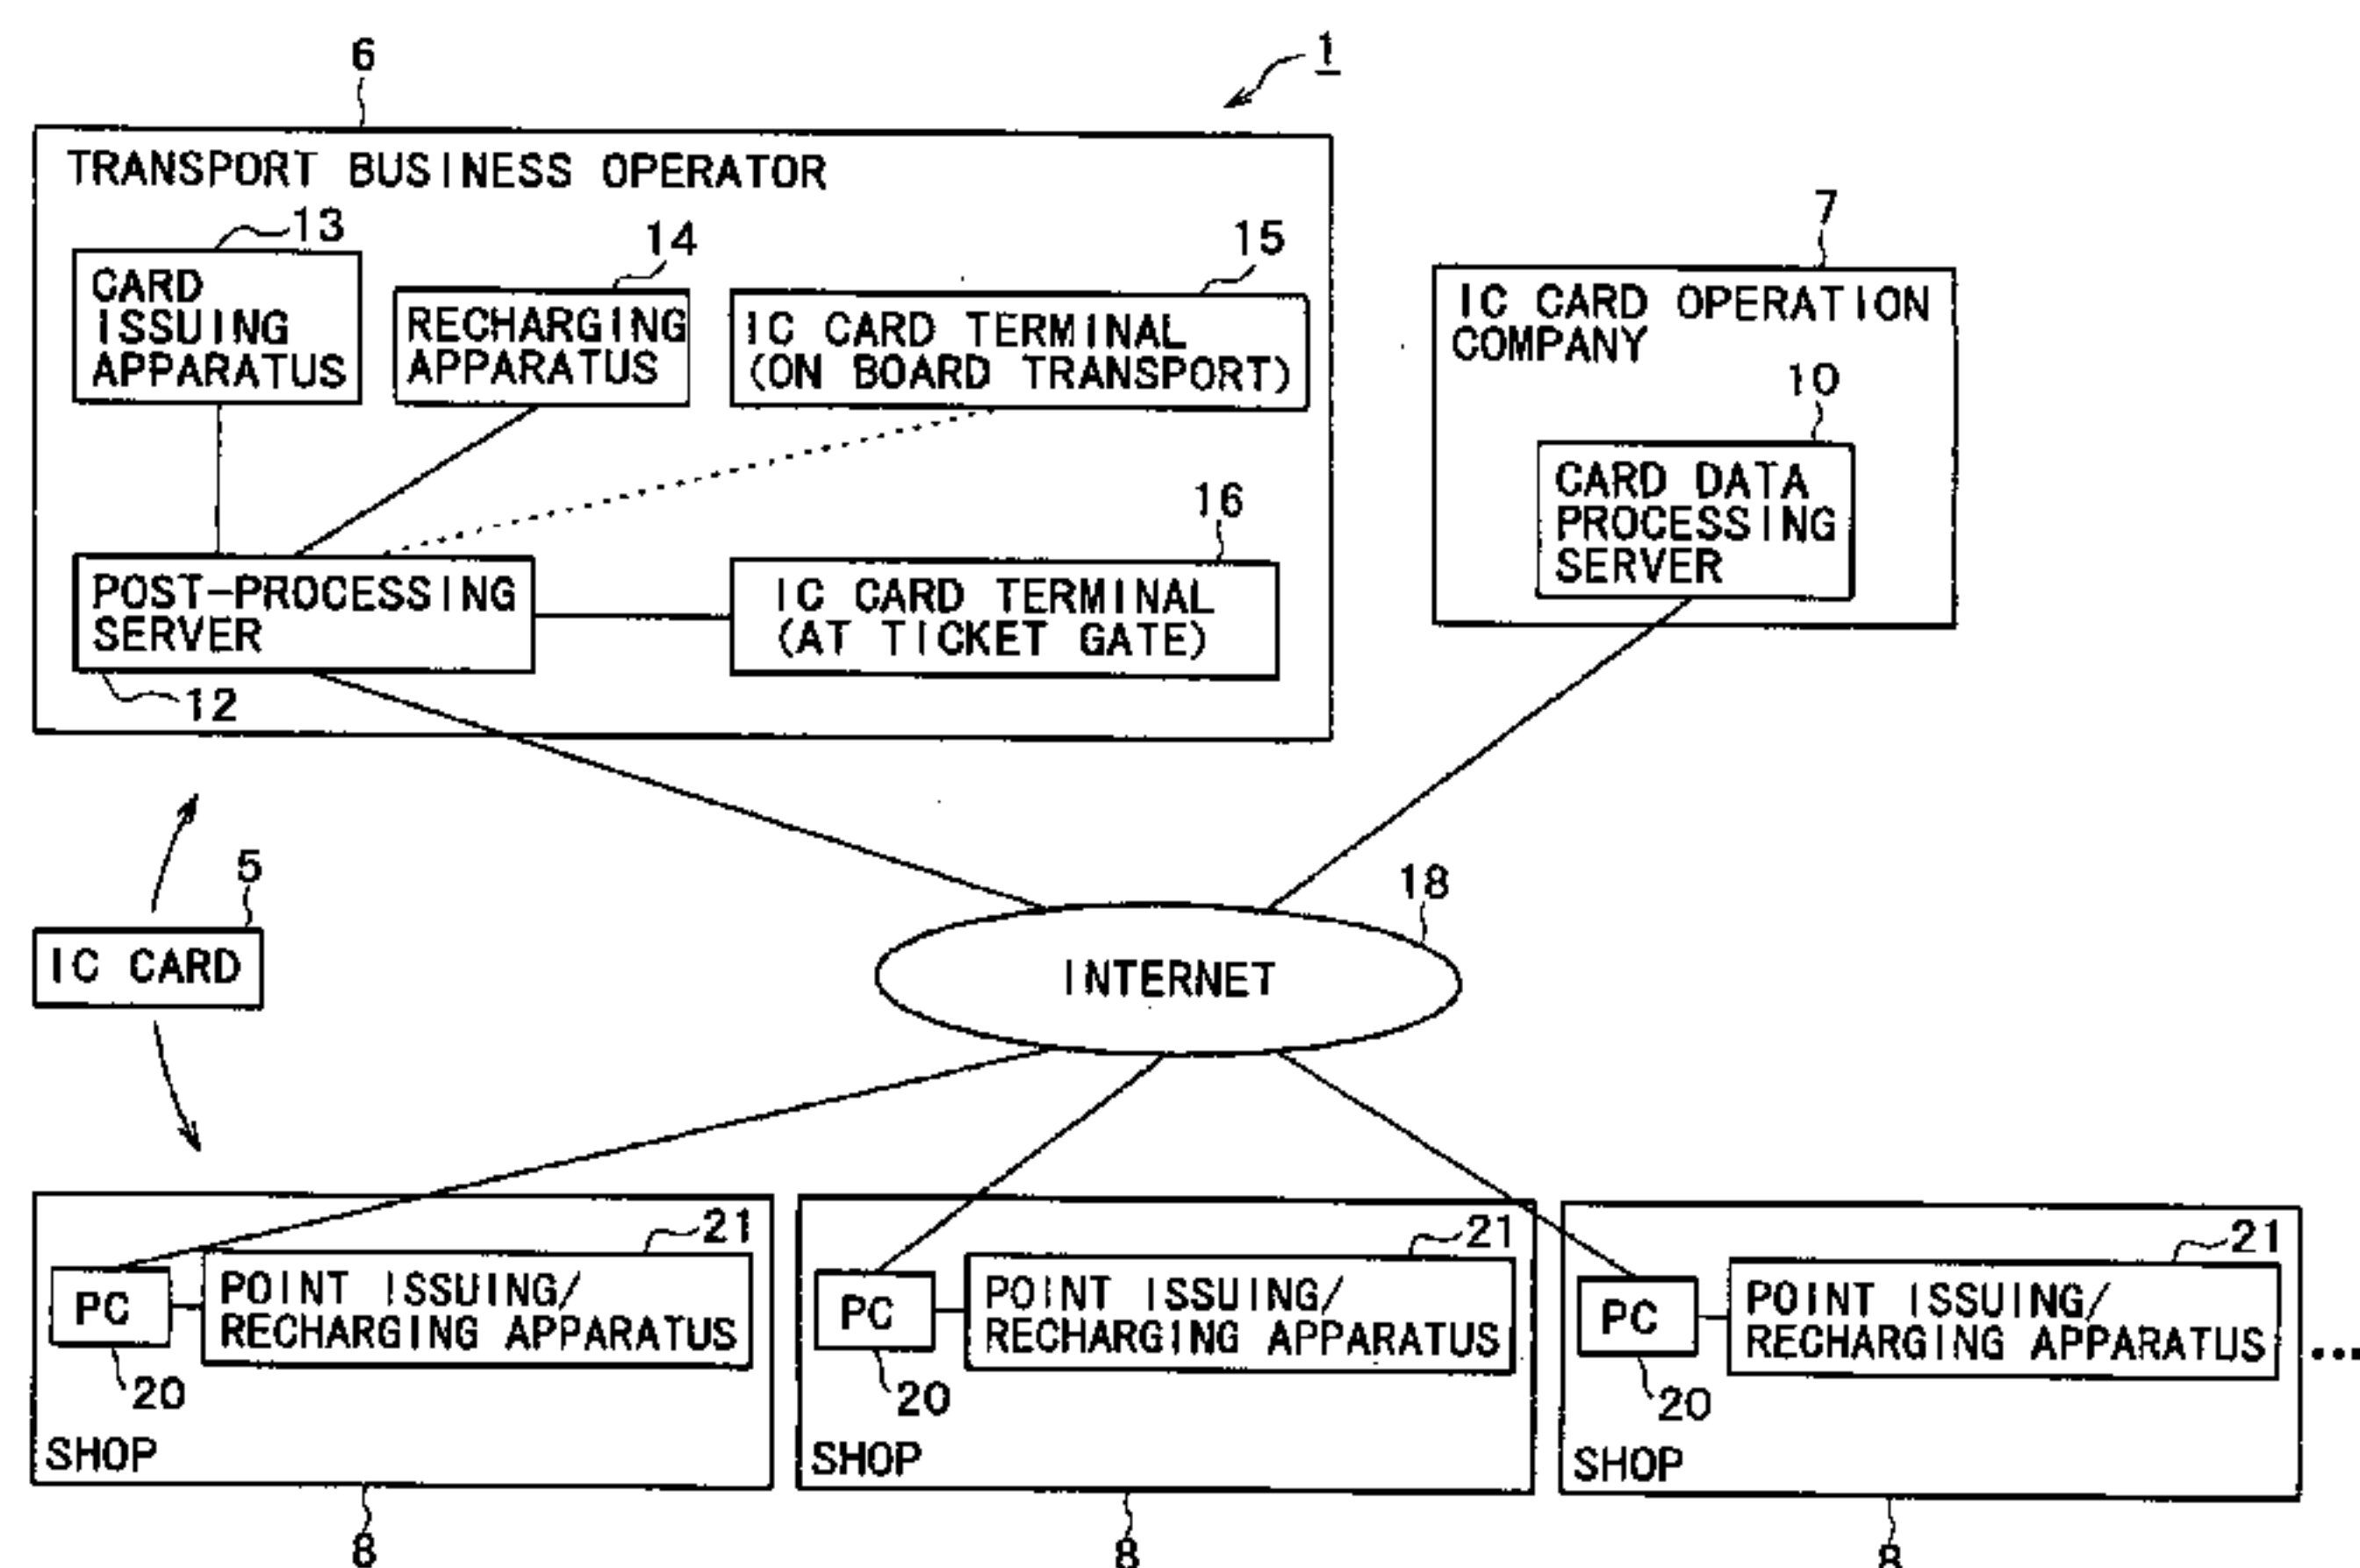 1
6
TRANSPORT BUSINESS OPERATOR
13
CARD
ISSUING
APPARATUS
14
RECHARGING
APPARATUS
15
IC CARD TERMINAL
(ON BOARD TRANSPORT)
7
IC CARD OPERATION
COMPANY
10
CARD DATA
PROCESSING
SERVER
POST-PROCESSING
SERVER
12
16
IC CARD TERMINAL
(AT TICKET GATE)
5
IC CARD
18
INTERNET
21
PC
POINT ISSUING/
RECHARGING APPARATUS
20
SHOP
8
21
PC
POINT ISSUING/
RECHARGING APPARATUS
20
SHOP
8
21
PC
POINT ISSUING/
RECHARGING APPARATUS
20
SHOP
8
...